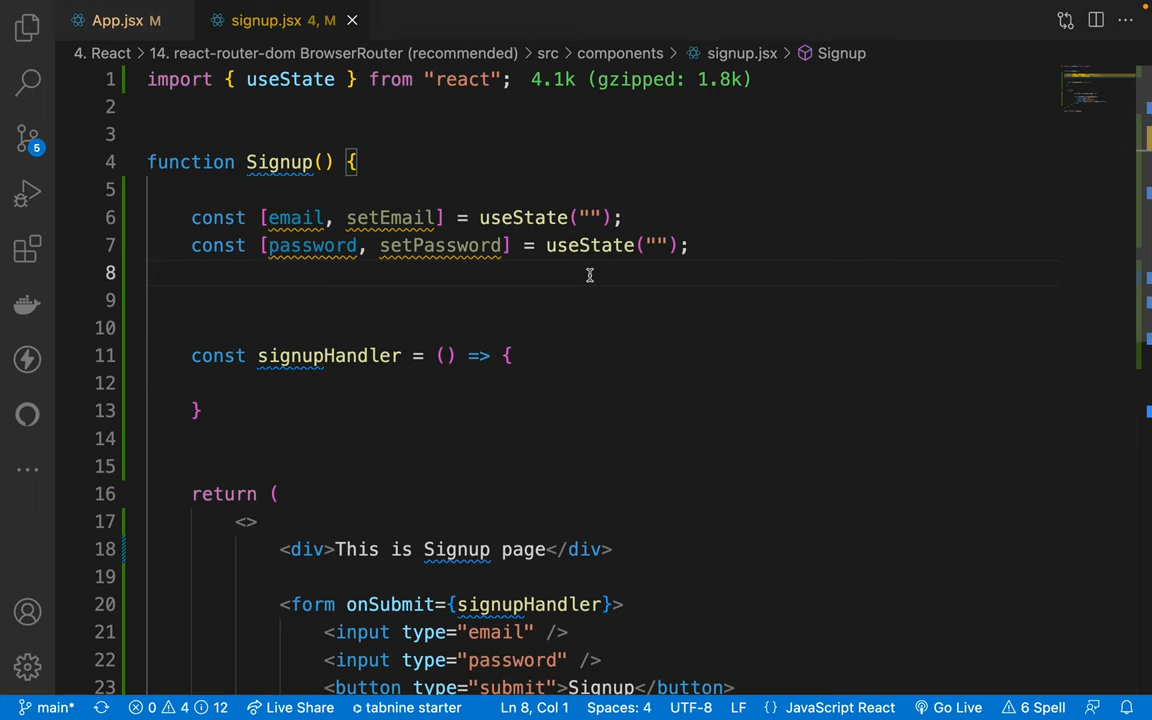 App.jsx M
signup.jsx 4, M
4. React > 14. react-router-dom BrowserRouter (recommended) > src > components > signup.jsx > Signup
1 import { useState } from "react"; 4.1k (gzipped: 1.8k)
2
3
4 function Signup() {
5
6 const [email, setEmail] = useState("");
7 const [password, setPassword] = useState("");
8
9
10
11 const signupHandler = () => {
12
13 }
14
15
16 return (
17 <>
18 <div>This is Signup page</div>
19
20 <form onSubmit={signupHandler}>
21 <input type="email" />
22 <input type="password" />
23 <button type="submit">Signup</button>
5
main* 0 4 12 Live Share tabnine starter Ln 8, Col 1 Spaces: 4 UTF-8 LF {} JavaScript React Go Live 6 Spell